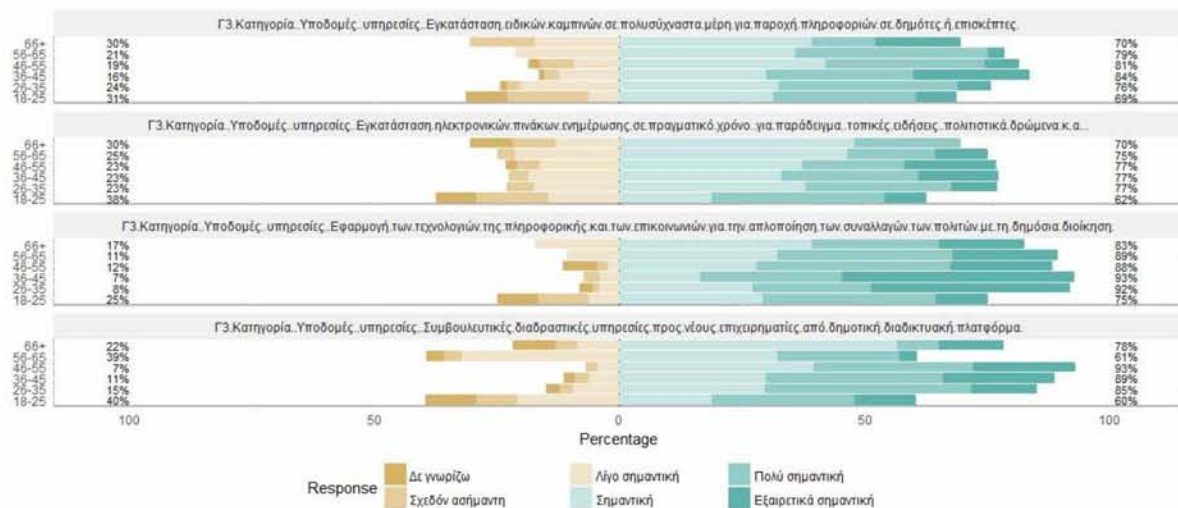 Γ3.Κατηγορία..Υποδομές..υπηρεσίες..Εγκατάσταση.ειδικών.καμπινών.σε.πολυσύχναστα.μέρη.για.παροχή.πληροφοριών.σε.δημότες.ή.επισκέπτες.
66+ 30% 70%
56-65 21% 79%
46-55 19% 81%
36-45 16% 84%
26-35 24% 76%
18-25 31% 69%
Γ3.Κατηγορία..Υποδομές..υπηρεσίες..Εγκατάσταση.ηλεκτρονικών.πινάκων.ενημέρωσης.σε.πραγματικό.χρόνο..για.παράδειγμα..τοπικές.ειδήσεις..πολιτιστικά.δρώμενα.κ.α...
66+ 30% 70%
56-65 25% 75%
46-55 23% 77%
36-45 23% 77%
26-35 23% 77%
18-25 38% 62%
Γ3.Κατηγορία..Υποδομές..υπηρεσίες..Εφαρμογή.των.τεχνολογιών.της.πληροφορικής.και.των.επικοινωνιών.για.την.απλοποίηση.των.συναλλαγών.των.πολιτών.με.τη.δημόσια.διοίκηση.
66+ 17% 83%
56-65 11% 89%
46-55 12% 88%
36-45 7% 93%
26-35 8% 92%
18-25 25% 75%
Γ3.Κατηγορία..Υποδομές..υπηρεσίες..Συμβουλευτικές.διαδραστικές.υπηρεσίες.προς.νέους.επιχειρηματίες.από.δημοτική.διαδικτυακή.πλατφόρμα.
66+ 22% 78%
56-65 39% 61%
46-55 7% 93%
36-45 11% 89%
26-35 15% 85%
18-25 40% 60%
100 50 0 50 100
Percentage
Response
Δε γνωρίζω Λίγο σημαντική Πολύ σημαντική
Σχεδόν ασήμαντη Σημαντική Εξαιρετικά σημαντική